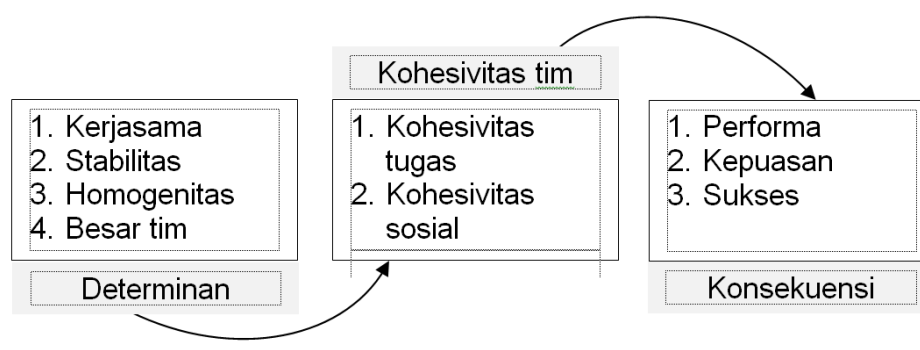 Kohesivitas tim
1. Kerjasama
2. Stabilitas
3. Homogenitas
4. Besar tim
Determinan
1. Kohesivitas
tugas
2. Kohesivitas
sosial
1. Performa
2. Kepuasan
3. Sukses
Konsekuensi